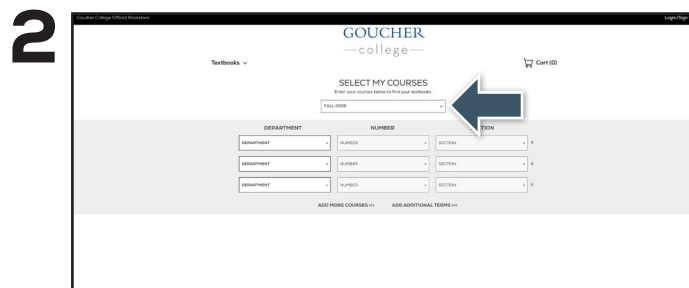 2
Goucher College Official Bookstore
Login/Sign
GOUCHER
college
Textbooks
Cart (0)
SELECT MY COURSES
Enter your courses below to find your textbooks.
FALL 2025
DEPARTMENT NUMBER TION
DEPARTMENT NUMBER SECTION X
DEPARTMENT NUMBER SECTION X
DEPARTMENT NUMBER SECTION X
ADD MORE COURSES (+) ADD ADDITIONAL TERMS (+)